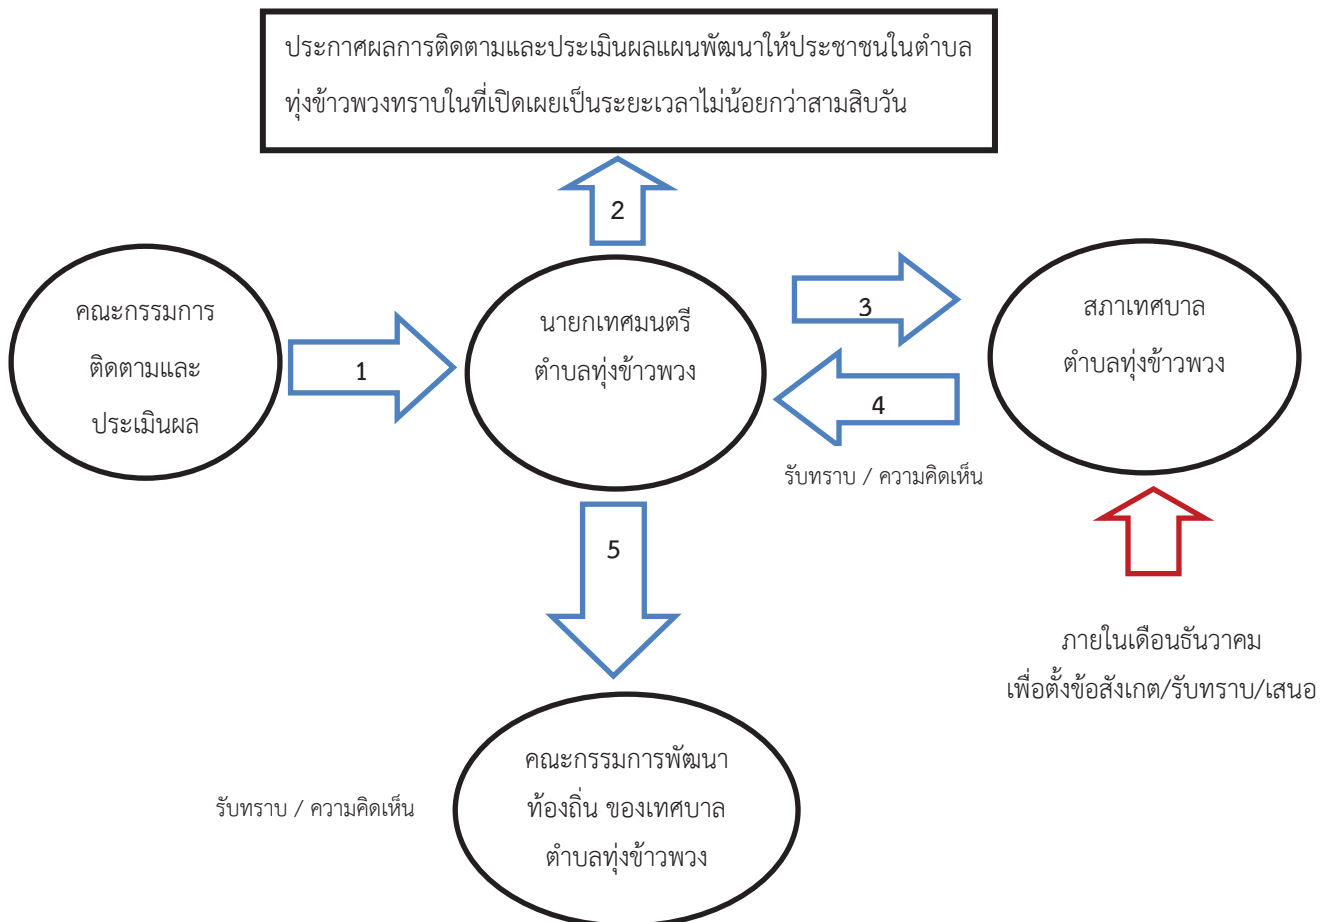 ประกาศผลการติดตามและประเมินผลแผนพัฒนาให้ประชาชนในตำบล
ทุ่งข้าวพวงทราบในที่เปิดเผยเป็นระยะเวลาไม่น้อยกว่าสามสิบวัน
2
คณะกรรมการ
ติดตามและ
ประเมินผล
1
นายกเทศมนตรี
ตำบลทุ่งข้าวพวง
3
4
รับทราบ / ความคิดเห็น
สภาเทศบาล
ตำบลทุ่งข้าวพวง
ภายในเดือนธันวาคม
เพื่อตั้งข้อสังเกต/รับทราบ/เสนอ
5
รับทราบ / ความคิดเห็น
คณะกรรมการพัฒนา
ท้องถิ่น ของเทศบาล
ตำบลทุ่งข้าวพวง